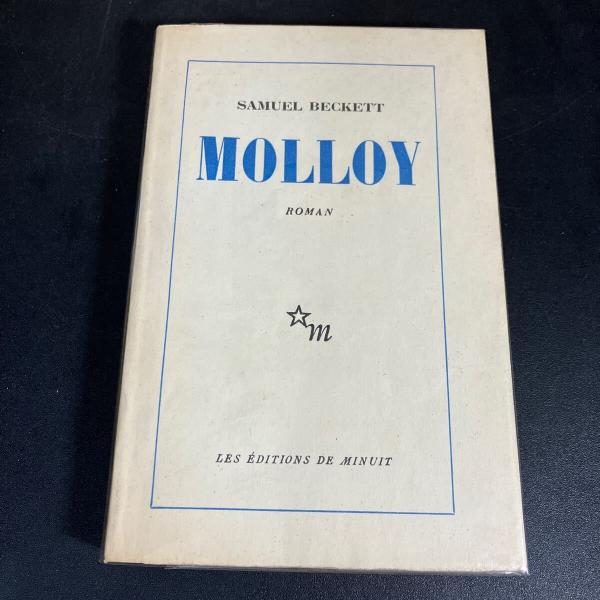 SAMUEL BECKETT
MOLLOY
ROMAN
m
LES ÉDITIONS DE MINUIT